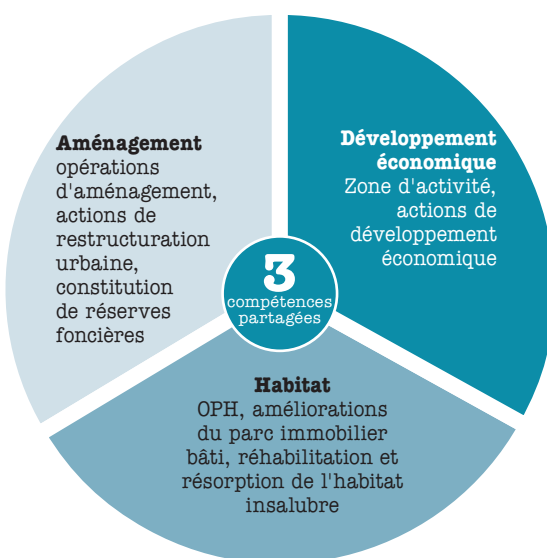 Aménagement
opérations
d'aménagement,
actions de
restructuration
urbaine,
constitution
de réserves
foncières
Développement
économique
Zone d'activité,
actions de
développement
économique
3
compétences
partagées
Habitat
OPH, améliorations
du parc immobilier
bâti, réhabilitation et
résorption de l'habitat
insalubre